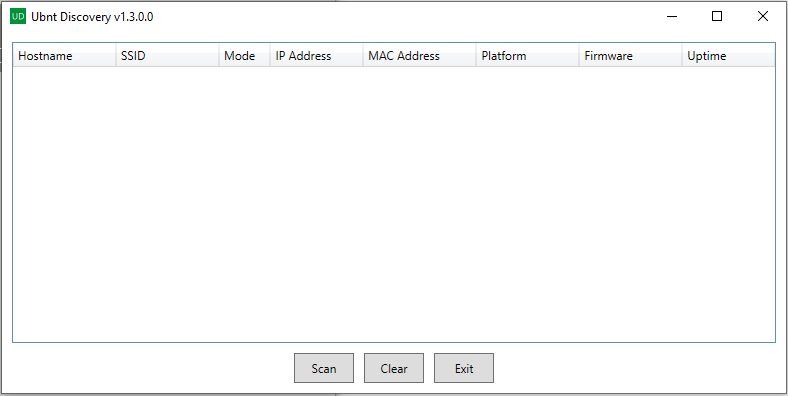 UD Ubnt Discovery v1.3.0.0
Hostname SSID Mode IP Address MAC Address Platform Firmware Uptime
Scan Clear Exit